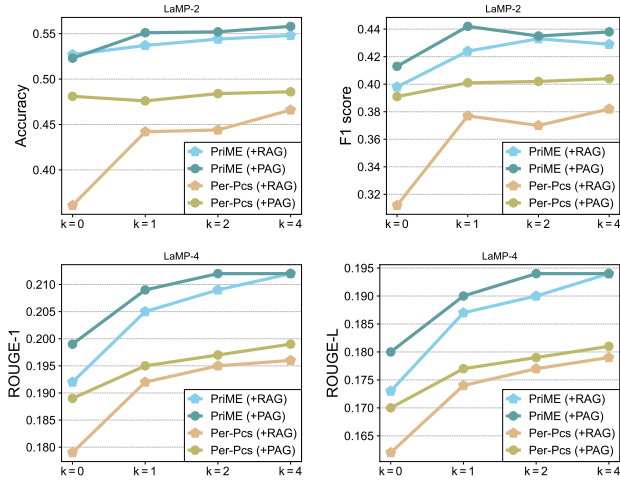 LaMP-2
Accuracy
0.55
0.50
0.45
0.40
k = 0
k = 1
k = 2
k = 4
PriME (+RAG)
PriME (+PAG)
Per-Pcs (+RAG)
Per-Pcs (+PAG)
LaMP-2
F1 score
0.44
0.42
0.40
0.38
0.36
0.34
0.32
k = 0
k = 1
k = 2
k = 4
PriME (+RAG)
PriME (+PAG)
Per-Pcs (+RAG)
Per-Pcs (+PAG)
LaMP-4
ROUGE-1
0.210
0.205
0.200
0.195
0.190
0.185
0.180
k = 0
k = 1
k = 2
k = 4
PriME (+RAG)
PriME (+PAG)
Per-Pcs (+RAG)
Per-Pcs (+PAG)
LaMP-4
ROUGE-L
0.195
0.190
0.185
0.180
0.175
0.170
0.165
k = 0
k = 1
k = 2
k = 4
PriME (+RAG)
PriME (+PAG)
Per-Pcs (+RAG)
Per-Pcs (+PAG)